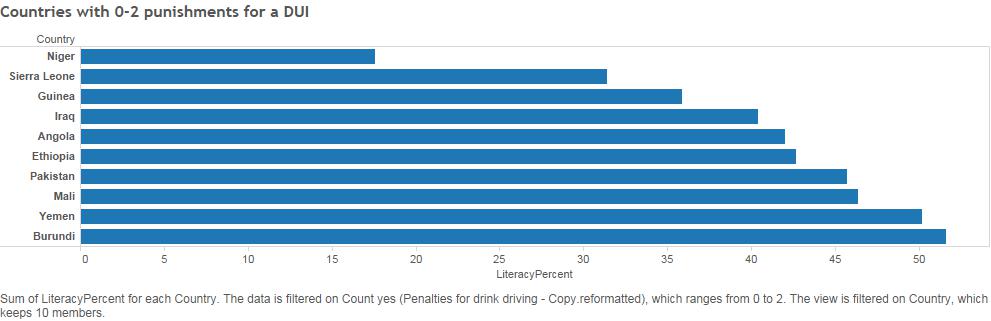 Countries with 0-2 punishments for a DUI
Country
Niger
Sierra Leone
Guinea
Iraq
Angola
Ethiopia
Pakistan
Mali
Yemen
Burundi
0 5 10 15 20 25 30 35 40 45 50
LiteracyPercent
Sum of LiteracyPercent for each Country. The data is filtered on Count yes (Penalties for drink driving - Copy.reformatted), which ranges from 0 to 2. The view is filtered on Country, which
keeps 10 members.